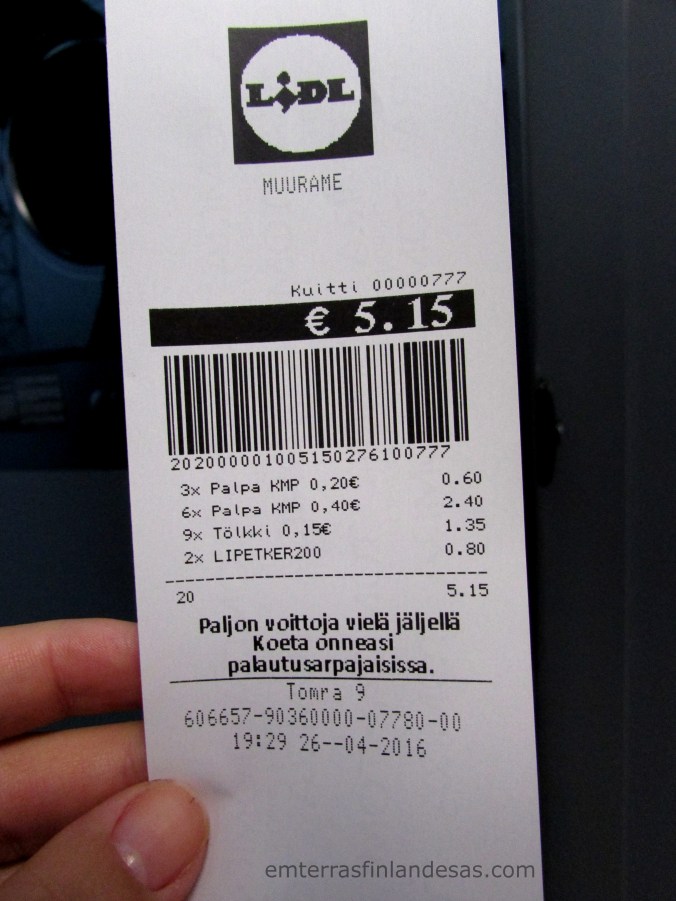 LIDL
MUURAME
Kuitti 00000777
€ 5.15
2020000010051502761007​77
3x Palpa KMP 0,20€ 0.60
6x Palpa KMP 0,40€ 2.40
9x Tölkki 0,15€ 1.35
2x LIPETKER200 0.80
20 5.15
Paljon voittoja vielä jäljellä
Koeta onneasi
palautusarpajaisissa.
Tomra 9
606657-90360000-07780-00
19:29 26--04-2016
emterrasfinlandesas.com